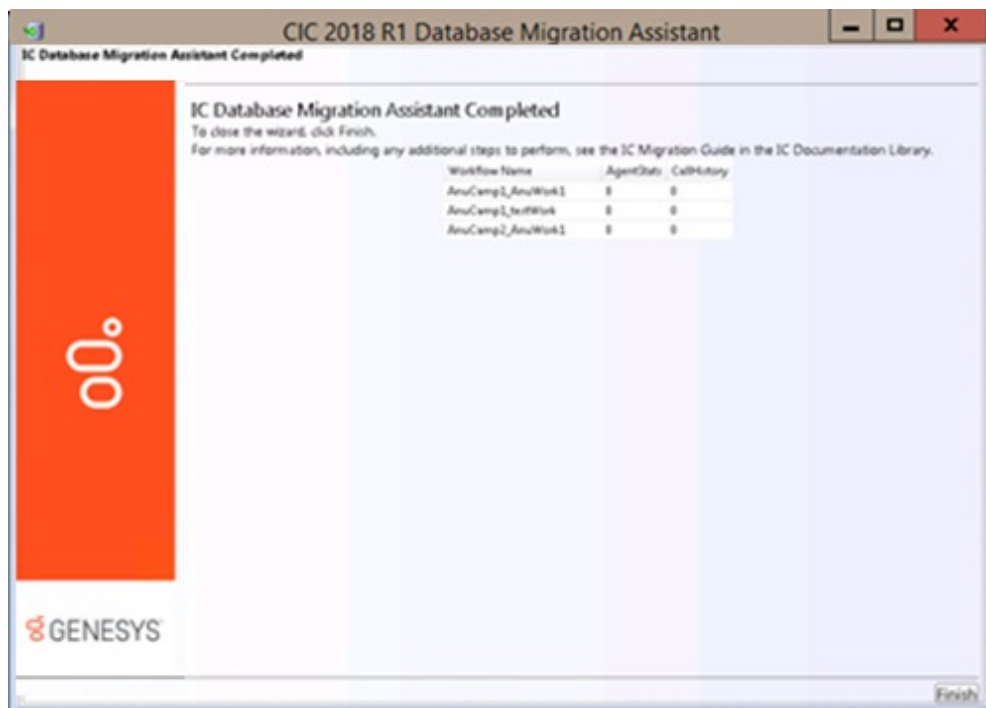 CIC 2018 R1 Database Migration Assistant
IC Database Migration Assistant Completed
IC Database Migration Assistant Completed
To close the wizard, click Finish.
For more information, including any additional steps to perform, see the IC Migration Guide in the IC Documentation Library.
Workflow Name AgentStats CallHistory
AnuCamp1_AnuWork1 0 0
AnuCamp1_testWork 0 0
AnuCamp2_AnuWork1 0 0
GENESYS
Finish